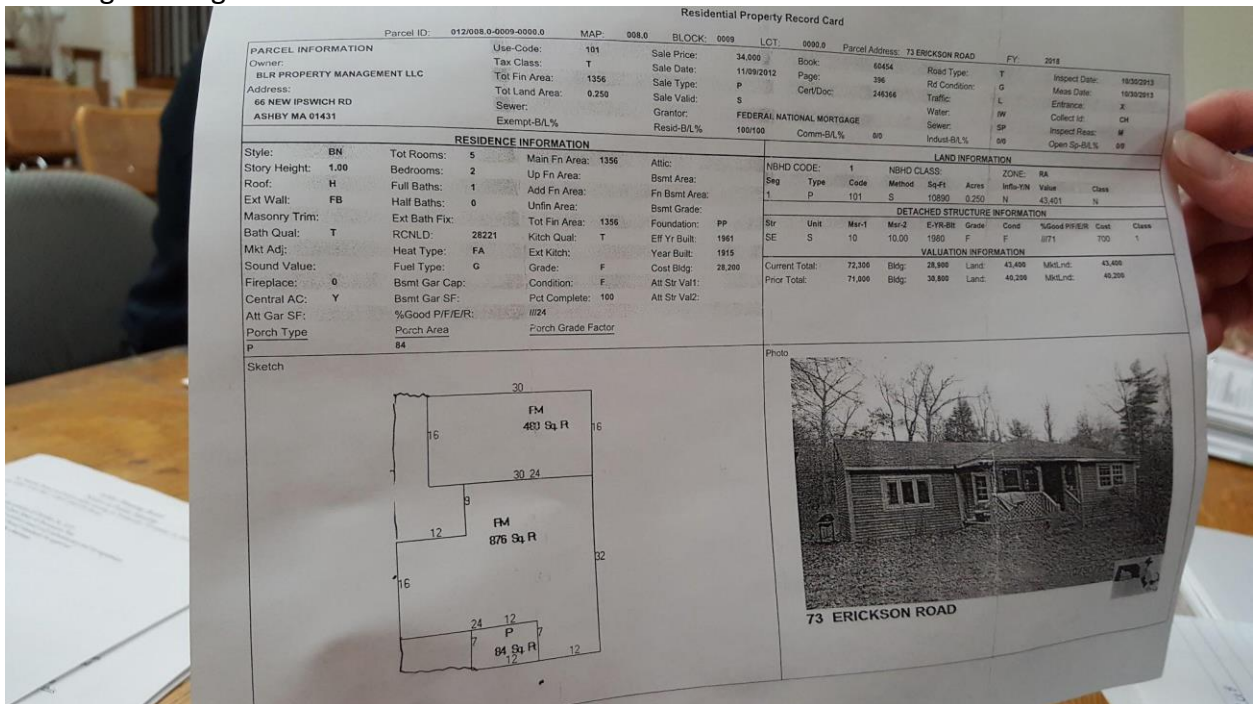 Residential Property Record Card
Parcel ID: 012/008.0-0009-0000.0 MAP: 008.0 BLOCK: 0009 LOT: 0000.0 Parcel Address: 73 ERICKSON ROAD FY: 2018
PARCEL INFORMATION
Owner:
BLR PROPERTY MANAGEMENT LLC
Address:
66 NEW IPSWICH RD
ASHBY MA 01431
Use-Code: 101
Tax Class: T
Tot Fin Area: 1356
Tot Land Area: 0.250
Sewer:
Exempt-B/L%
Sale Price: 34,000
Sale Date: 11/09/2012
Sale Type: P
Sale Valid: S
Grantor: FEDERAL NATIONAL MORTGAGE
Resid-B/L% 100/100
Book: 60454
Page: 396
Cert/Doc: 246366
Comm-B/L% 0/0
Road Type: T
Rd Condition: G
Traffic: L
Water: IW
Sewer: SP
Indust-B/L% 0/0
Inspect Date: 10/30/2013
Meas Date: 10/30/2013
Entrance: X
Collect Id: CH
Inspect Reas: M
Open Sp-B/L% 0/0
RESIDENCE INFORMATION
Style: BN
Story Height: 1.00
Roof: H
Ext Wall: FB
Masonry Trim:
Bath Qual: T
Mkt Adj:
Sound Value:
Fireplace: 0
Central AC: Y
Att Gar SF:
Tot Rooms: 5
Bedrooms: 2
Full Baths: 1
Half Baths: 0
Ext Bath Fix:
RCNLD: 28221
Heat Type: FA
Fuel Type: G
Bsmt Gar Cap:
Bsmt Gar SF:
%Good P/F/E/R: ///24
Main Fn Area: 1356
Up Fn Area:
Add Fn Area:
Unfin Area:
Tot Fin Area: 1356
Kitch Qual: T
Ext Kitch:
Grade: F
Condition: F
Pct Complete: 100
Attic:
Bsmt Area:
Fn Bsmt Area:
Bsmt Grade:
Foundation: PP
Eff Yr Built: 1961
Year Built: 1915
Cost Bldg: 28,200
Att Str Val1:
Att Str Val2:
Porch Type Porch Area Porch Grade Factor
P 84
LAND INFORMATION
NBHD CODE: 1 NBHD CLASS: ZONE: RA
Seg Type Code Method Sq-Ft Acres Influ-Y/N Value Class
1 P 101 S 10890 0.250 N 43,401 N
DETACHED STRUCTURE INFORMATION
Str Unit Msr-1 Msr-2 E-YR-Blt Grade Cond %Good P/F/E/R Cost Class
SE S 10 10.00 1980 F F ///71 700 1
VALUATION INFORMATION
Current Total: 72,300 Bldg: 28,900 Land: 43,400 MktLnd: 43,400
Prior Total: 71,000 Bldg: 30,800 Land: 40,200 MktLnd: 40,200
Sketch
30
FM
480 Sq. Ft
16 16
30 24
9
FM
876 Sq. Ft
12
32
16
24 12
P
7 7
84 Sq. Ft
12 12
Photo
73 ERICKSON ROAD